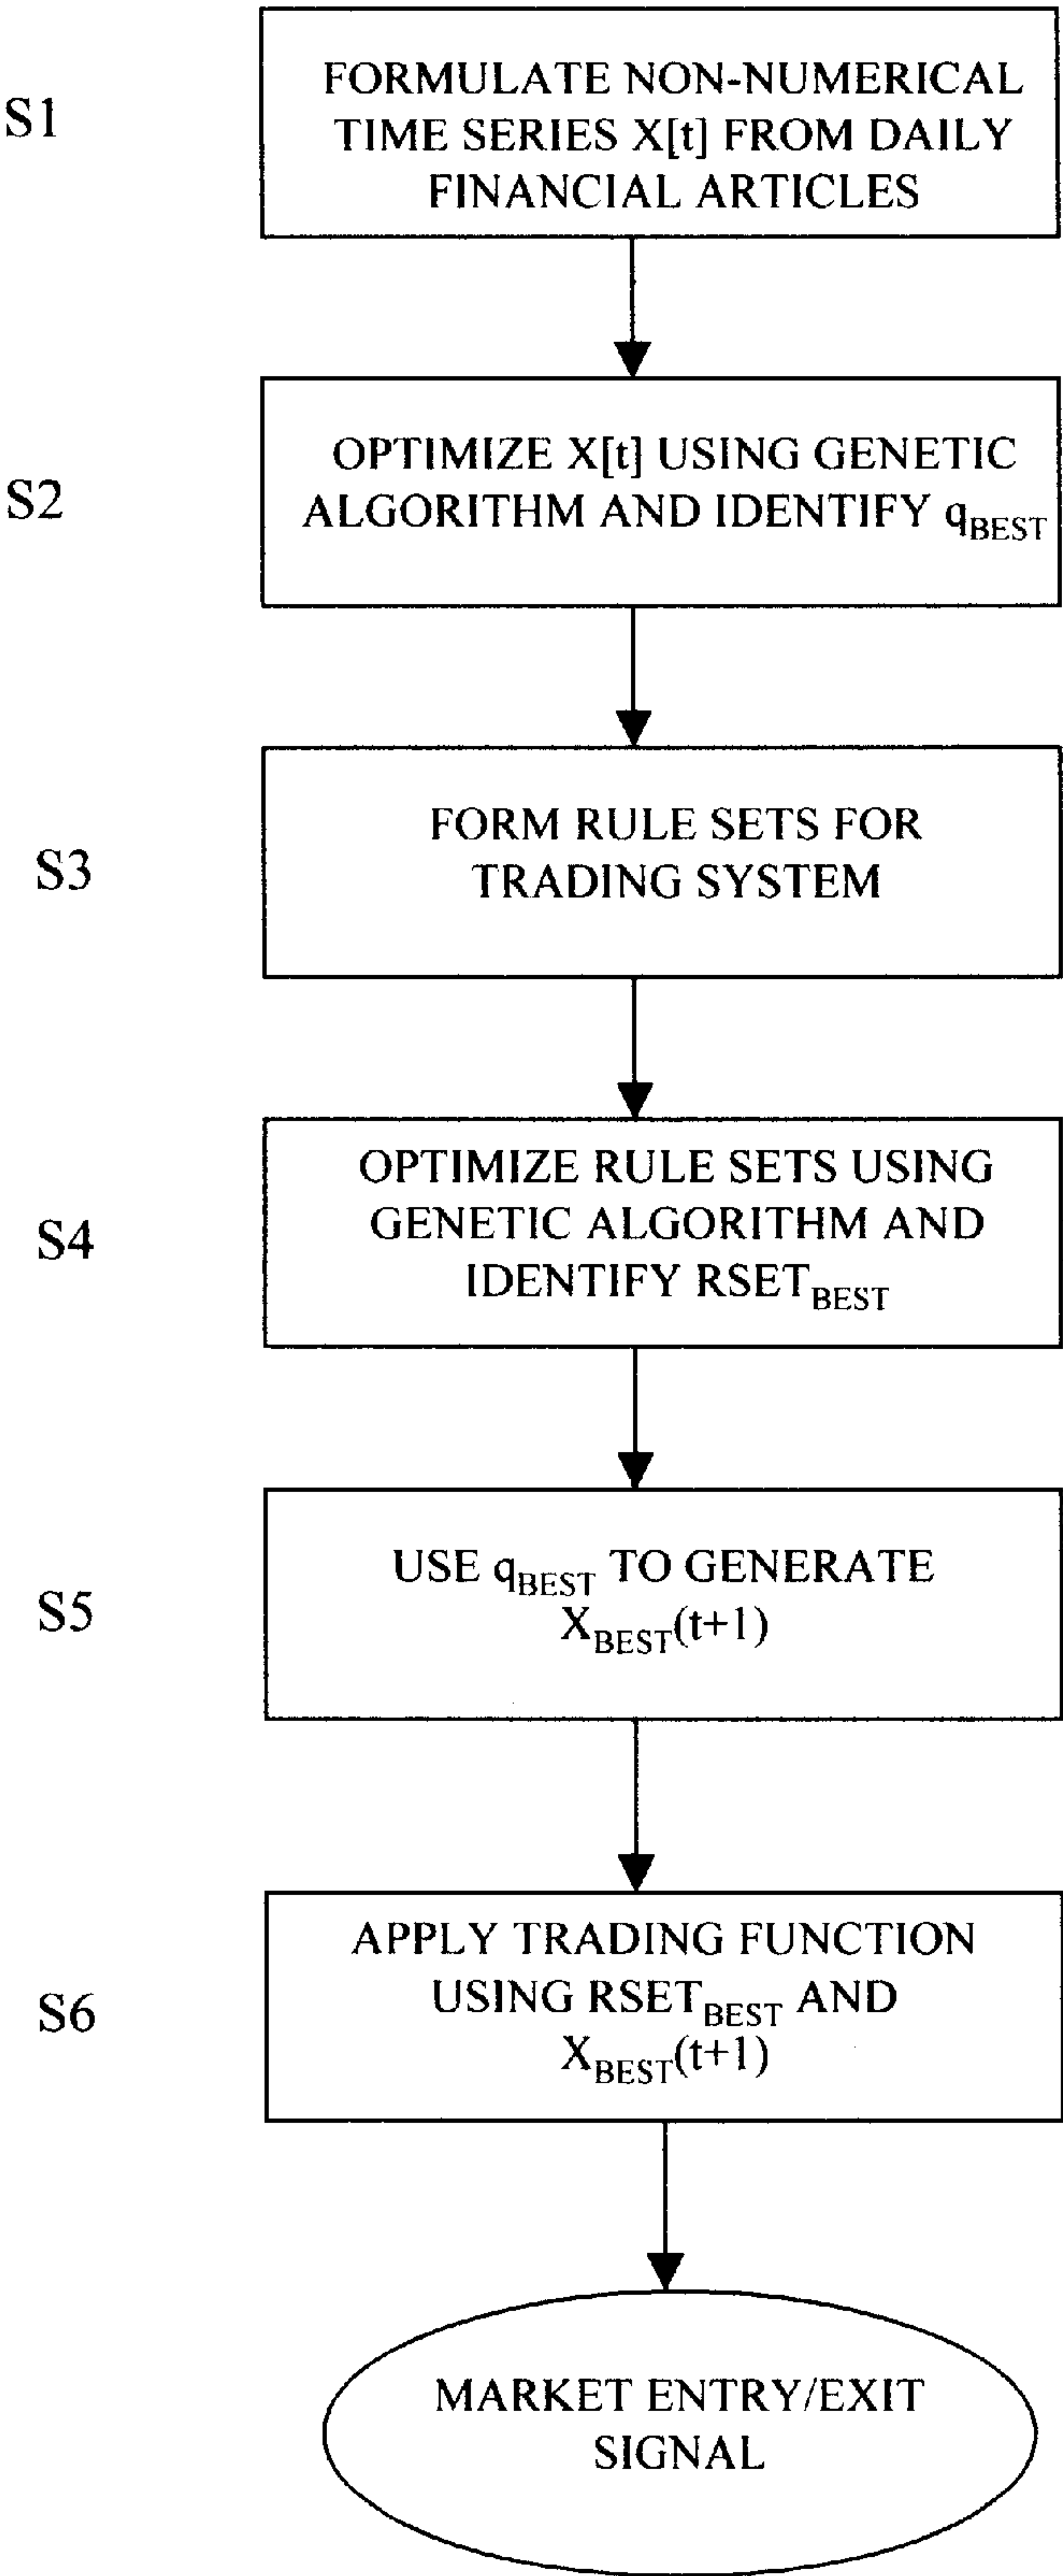 S1
FORMULATE NON-NUMERICAL
TIME SERIES X[t] FROM DAILY
FINANCIAL ARTICLES
S2
OPTIMIZE X[t] USING GENETIC
ALGORITHM AND IDENTIFY qBEST
S3
FORM RULE SETS FOR
TRADING SYSTEM
S4
OPTIMIZE RULE SETS USING
GENETIC ALGORITHM AND
IDENTIFY RSETBEST
S5
USE qBEST TO GENERATE
XBEST(t+1)
S6
APPLY TRADING FUNCTION
USING RSETBEST AND
XBEST(t+1)
MARKET ENTRY/EXIT
SIGNAL